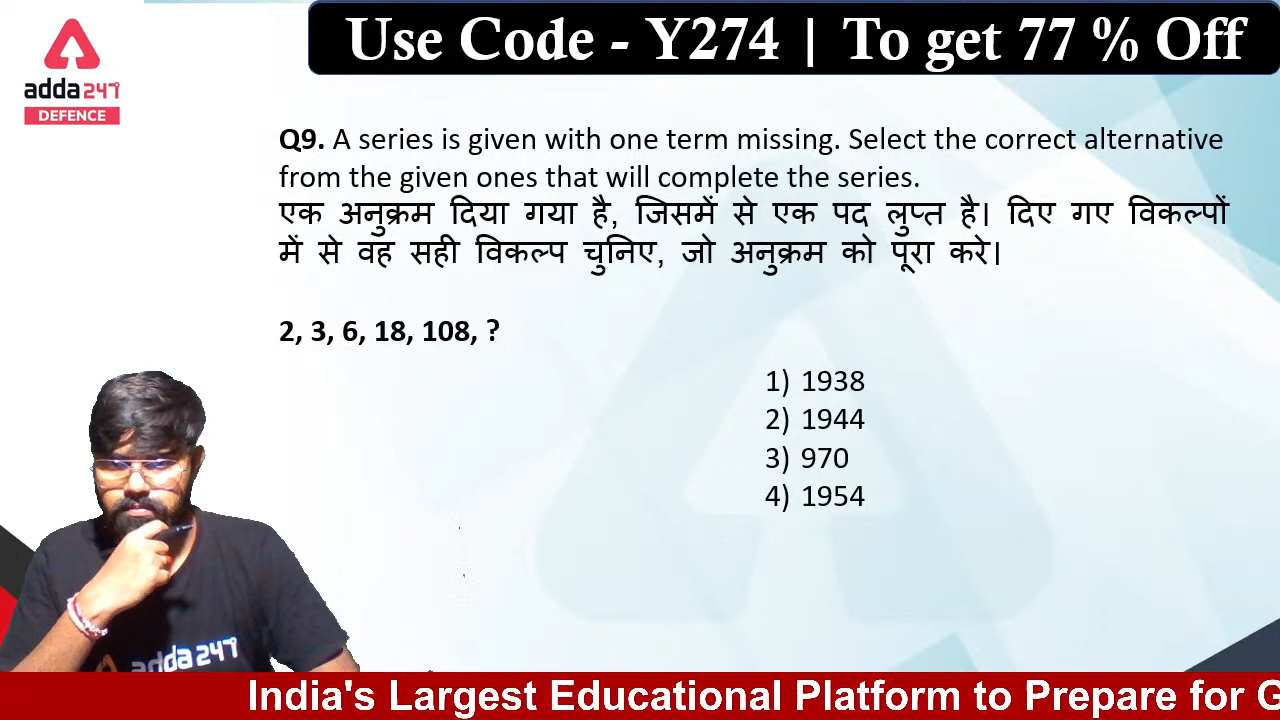 Use Code - Y274 | To get 77 % Off
adda247
DEFENCE
Q9. A series is given with one term missing. Select the correct alternative
from the given ones that will complete the series.
एक अनुक्रम दिया गया है, जिसमें से एक पद लुप्त है। दिए गए विकल्पों
में से वह सही विकल्प चुनिए, जो अनुक्रम को पूरा करे।
2, 3, 6, 18, 108, ?
1) 1938
2) 1944
3) 970
4) 1954
adda247
India's Largest Educational Platform to Prepare for G